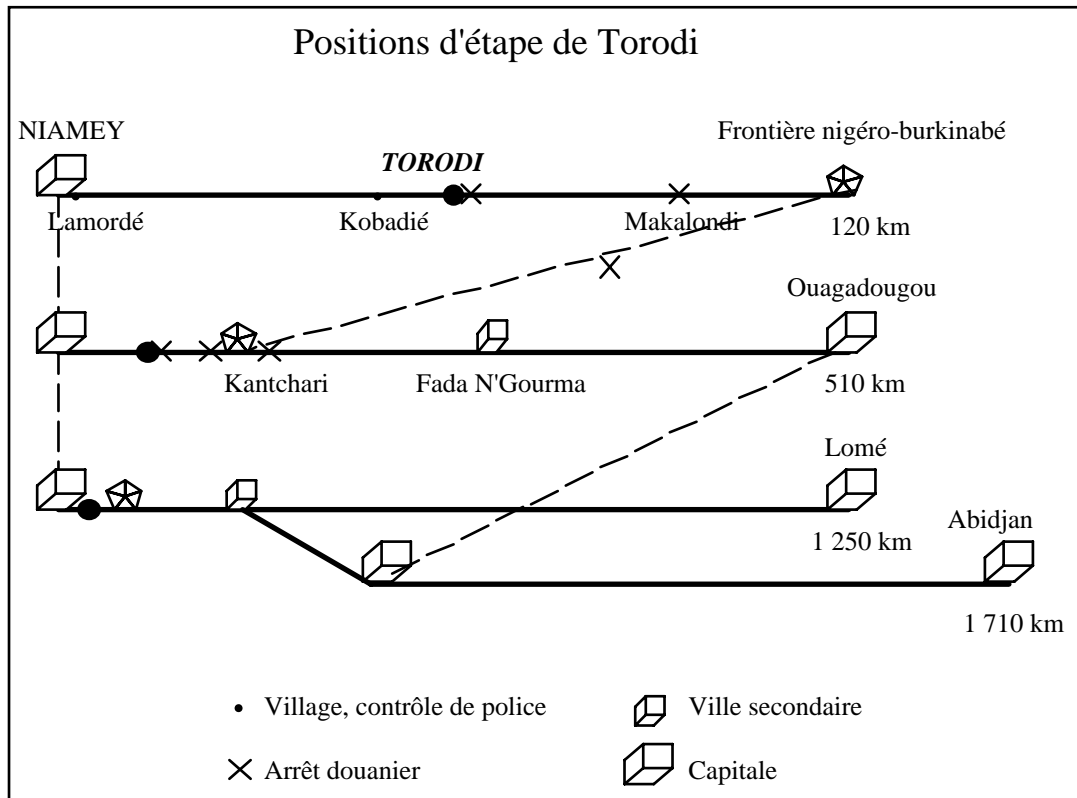 Positions d'étape de Torodi
NIAMEY
Frontière nigéro-burkinabé
TORODI
Lamordé
Kobadié
Makalondi
120 km
Ouagadougou
Kantchari
Fada N'Gourma
510 km
Lomé
1 250 km
Abidjan
1 710 km
Village, contrôle de police
Ville secondaire
Arrêt douanier
Capitale